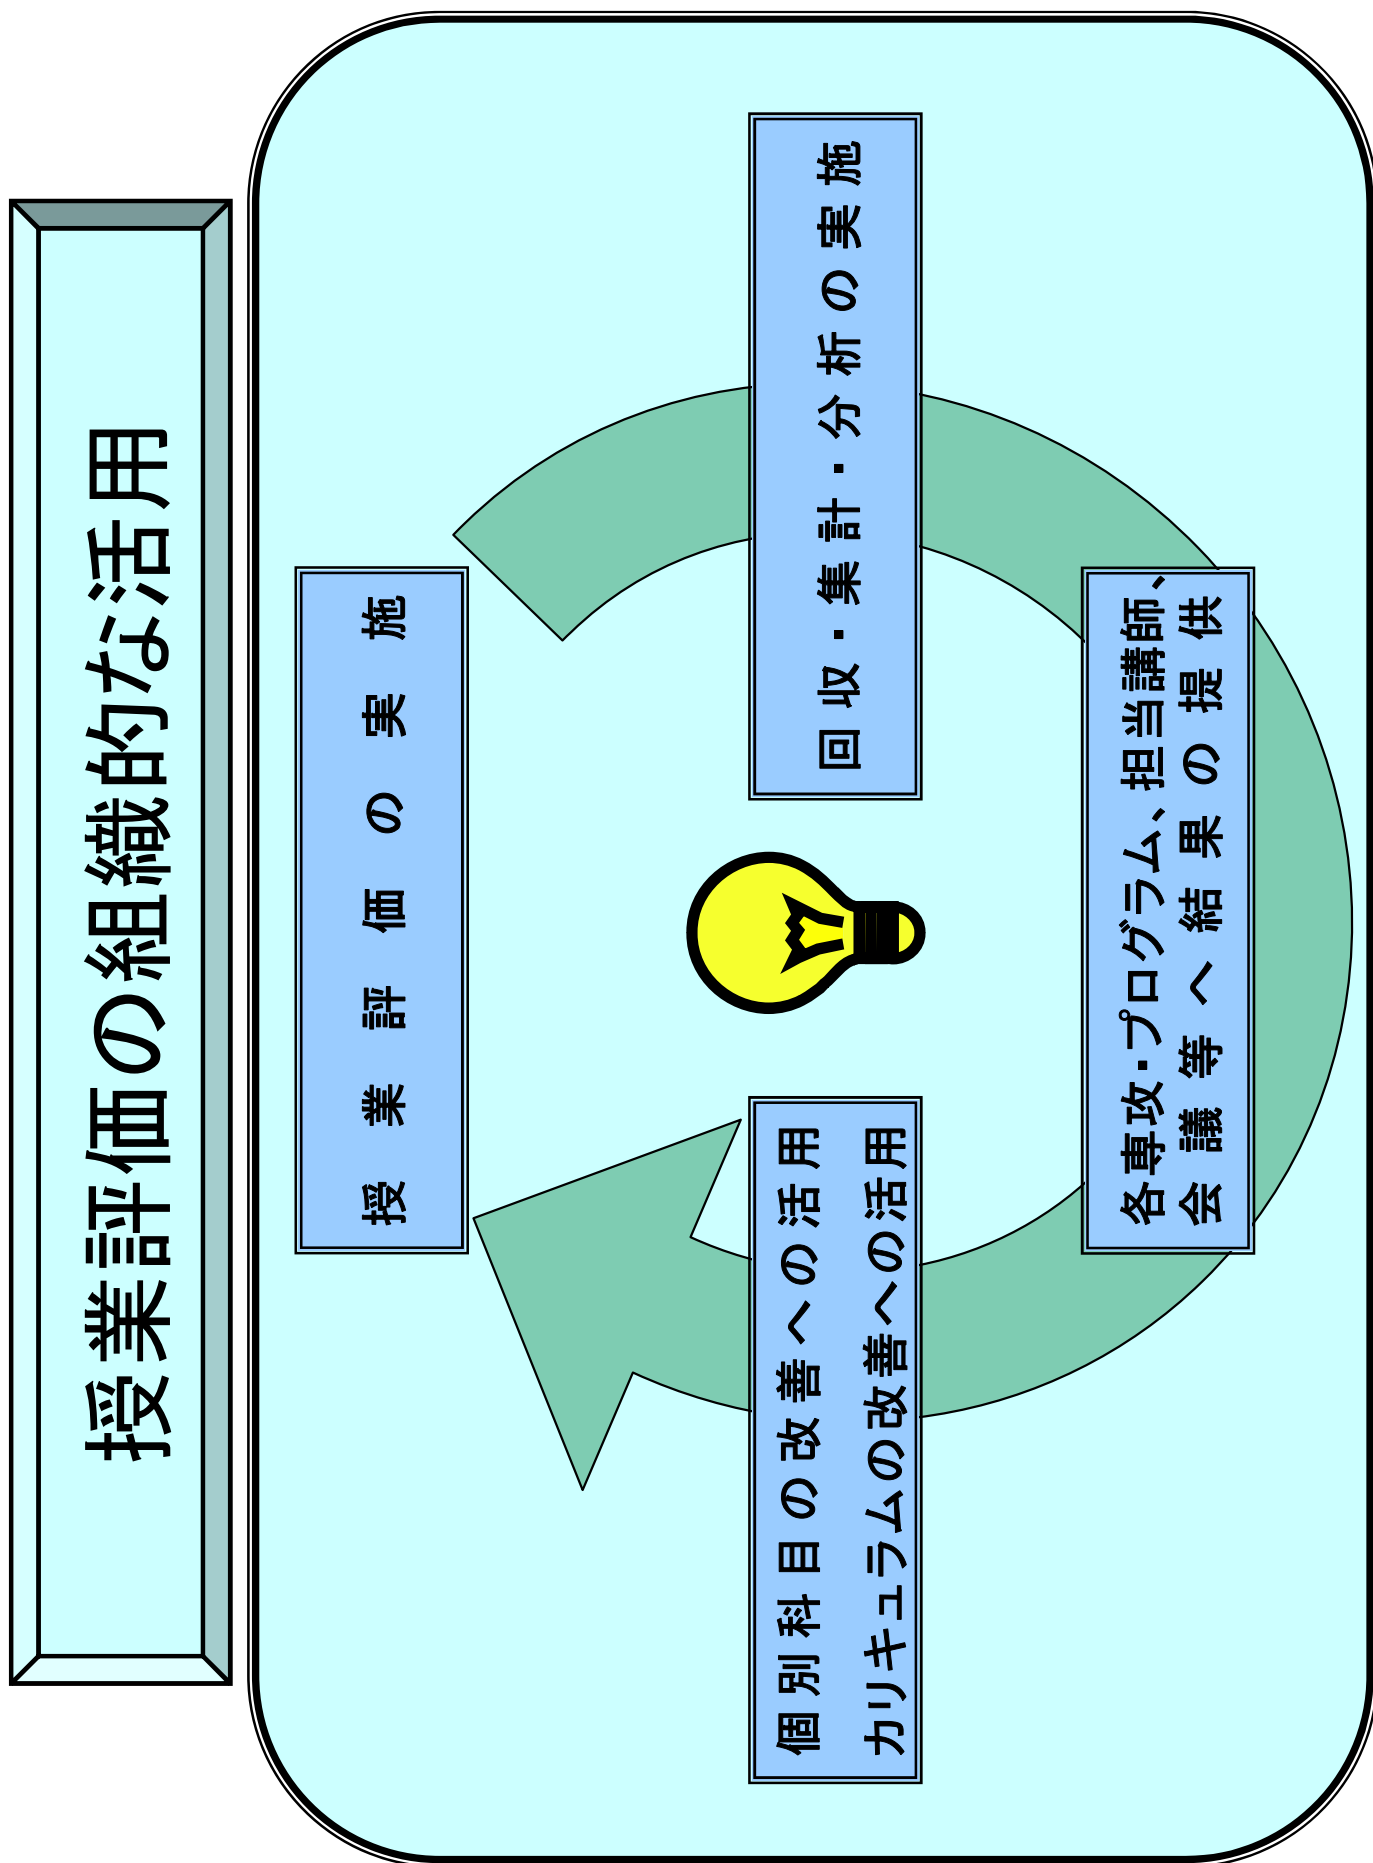 授業評価の組織的な活用
授業評価の実施
回収・集計・分析の実施
各専攻・プログラム、担当講師、
会議等へ結果の提供
個別科目の改善への活用
カリキュラムの改善への活用